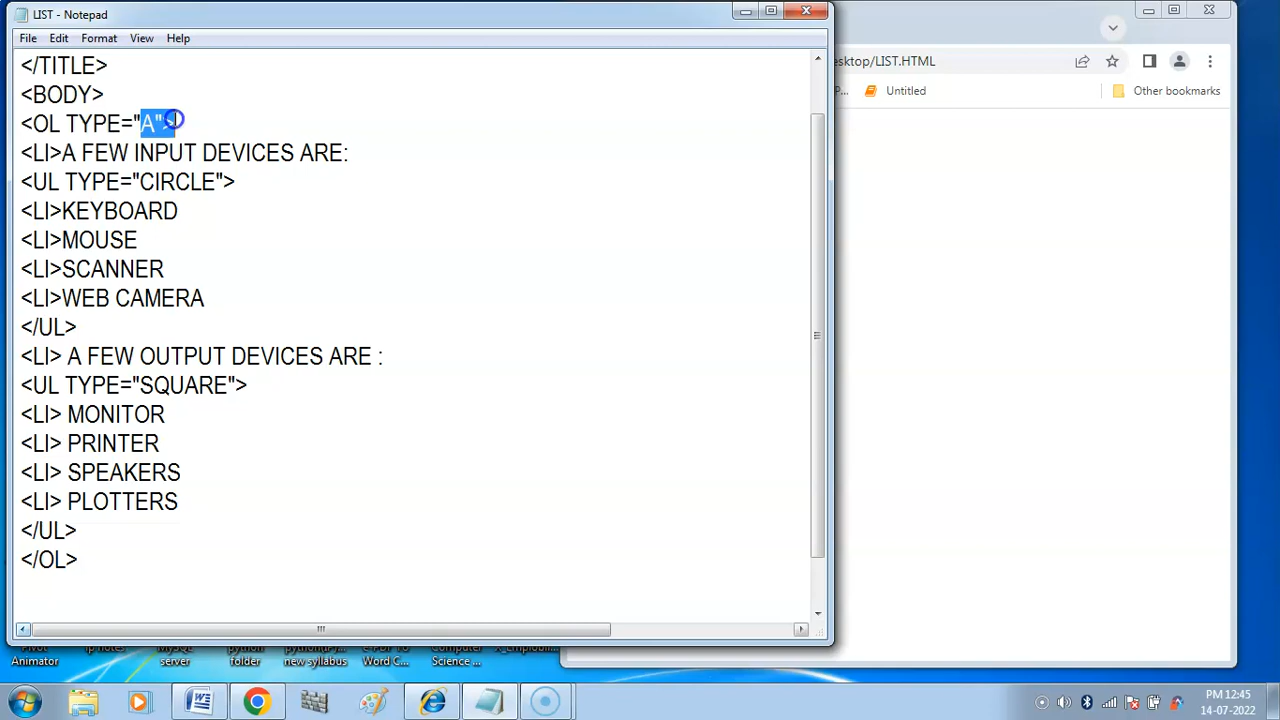 LIST - Notepad
File Edit Format View Help
</TITLE>
<BODY>
<OL TYPE="A">
<LI>A FEW INPUT DEVICES ARE:
<UL TYPE="CIRCLE">
<LI>KEYBOARD
<LI>MOUSE
<LI>SCANNER
<LI>WEB CAMERA
</UL>
<LI> A FEW OUTPUT DEVICES ARE :
<UL TYPE="SQUARE">
<LI> MONITOR
<LI> PRINTER
<LI> SPEAKERS
<LI> PLOTTERS
</UL>
</OL>
esktop/LIST.HTML
P... Untitled Other bookmarks
Animator
server
folder
new syllabus
Word C...
Science ...
PM 12:45
14-07-2022